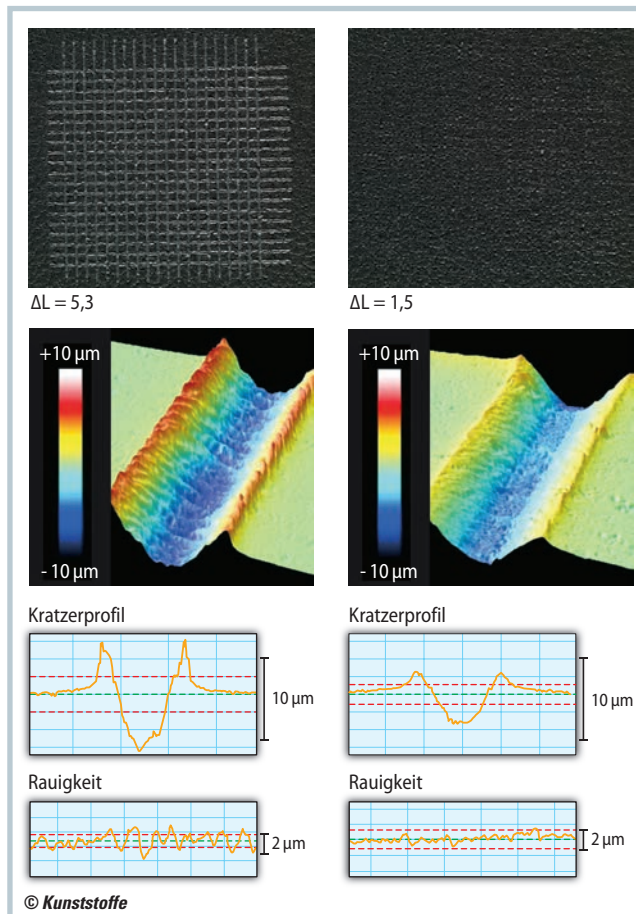 ΔL = 5,3
ΔL = 1,5
+10 µm
- 10 µm
+10 µm
- 10 µm
Kratzerprofil
10 µm
Kratzerprofil
10 µm
Rauigkeit
2 µm
Rauigkeit
2 µm
© Kunststoffe